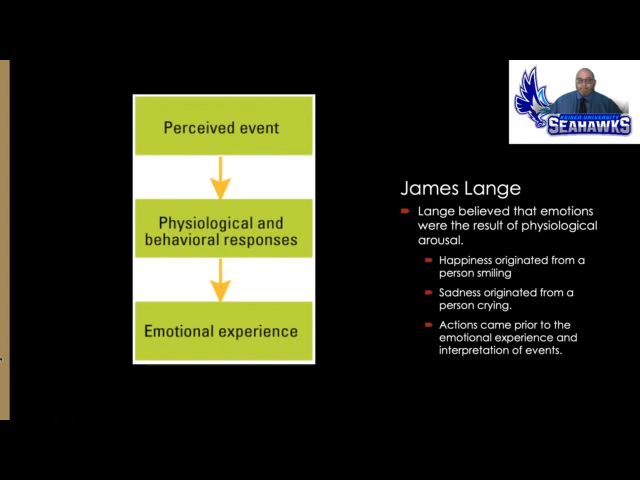 KEISER UNIVERSITY
SEAHAWKS
Perceived event
Physiological and
behavioral responses
Emotional experience
James Lange
Lange believed that emotions
were the result of physiological
arousal.
Happiness originated from a
person smiling
Sadness originated from a
person crying.
Actions came prior to the
emotional experience and
interpretation of events.